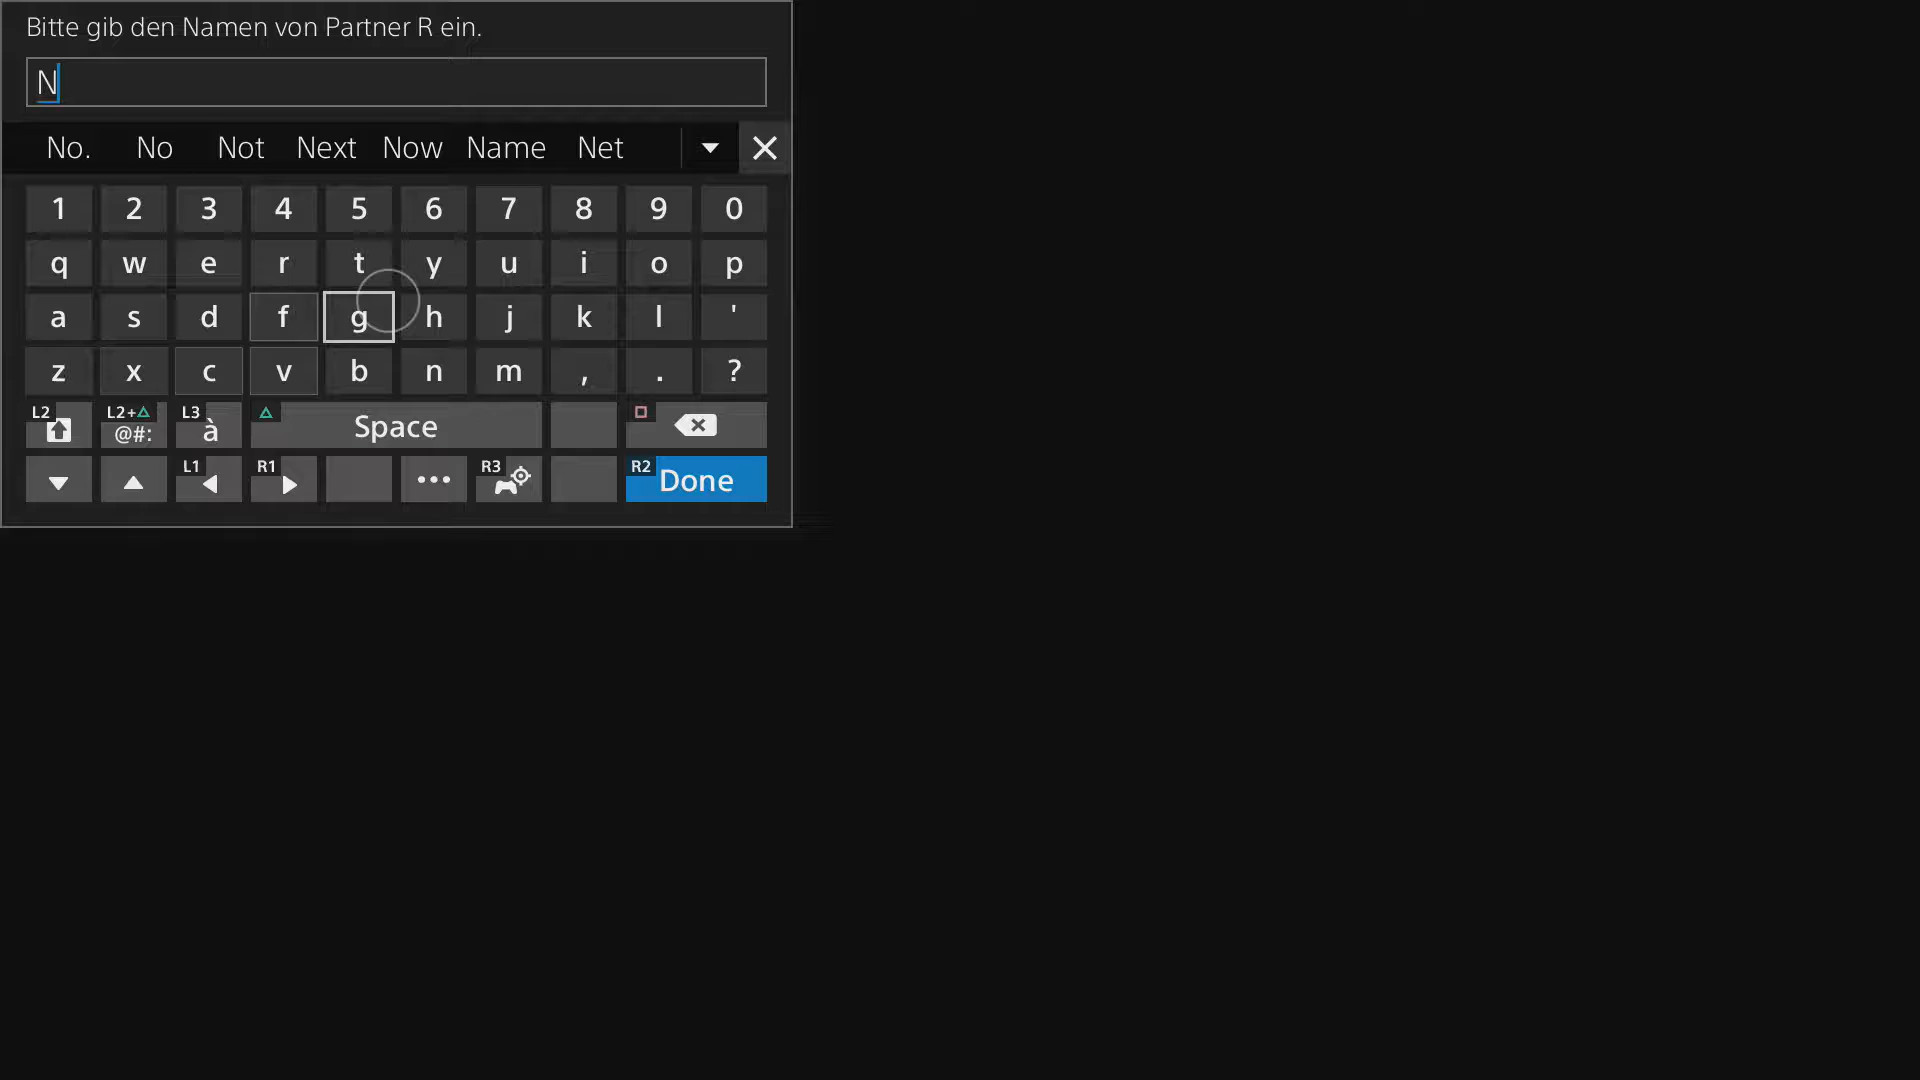 Bitte gib den Namen von Partner R ein.
N
No. No Not Next Now Name Net
1 2 3 4 5 6 7 8 9 0
q w e r t y u i o p
a s d f g h j k l '
z x c v b n m , . ?
L2 L2+△ @#: L3 à △ Space □
L1 R1 ... R3 R2 Done